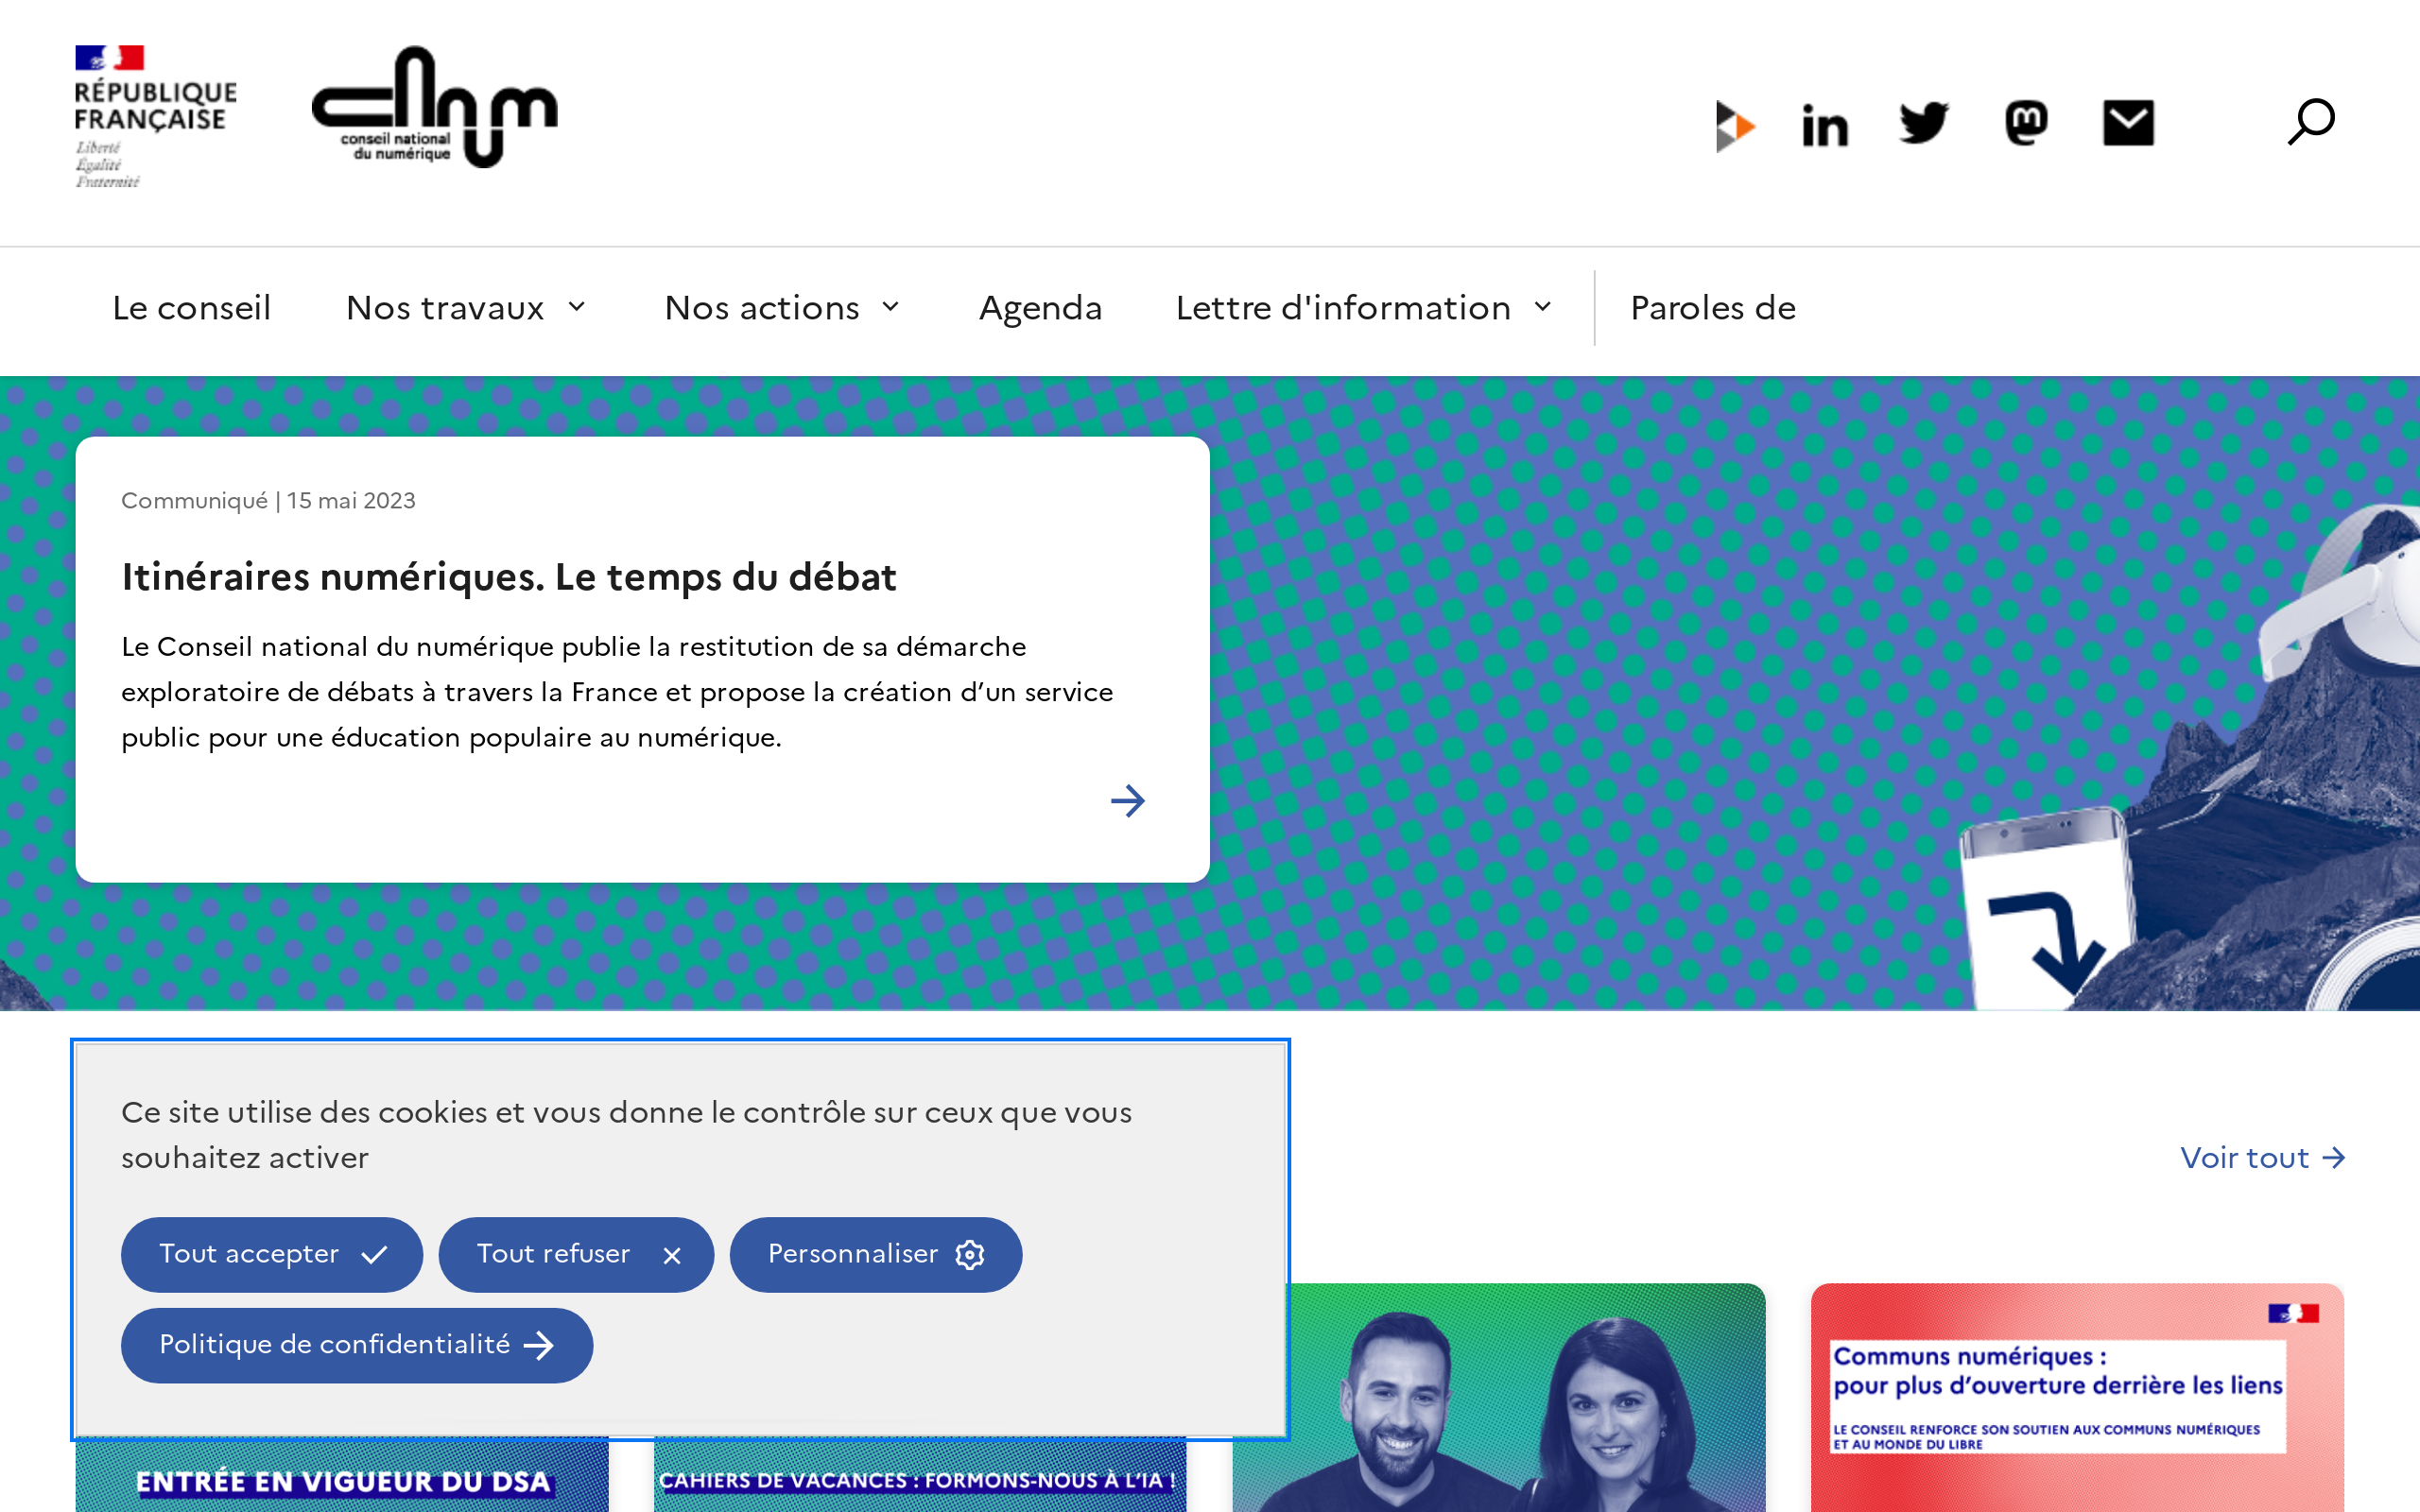 RÉPUBLIQUE
FRANÇAISE
Liberté
Égalité
Fraternité
conseil national
du numérique
Le conseil
Nos travaux
Nos actions
Agenda
Lettre d'information
Paroles de
Communiqué | 15 mai 2023
Itinéraires numériques. Le temps du débat
Le Conseil national du numérique publie la restitution de sa démarche
exploratoire de débats à travers la France et propose la création d’un service
public pour une éducation populaire au numérique.
Ce site utilise des cookies et vous donne le contrôle sur ceux que vous
souhaitez activer
Tout accepter
Tout refuser
Personnaliser
Politique de confidentialité
Voir tout
ENTRÉE EN VIGUEUR DU DSA
CAHIERS DE VACANCES : FORMONS-NOUS À L’IA !
Communs numériques :
pour plus d’ouverture derrière les liens
LE CONSEIL RENFORCE SON SOUTIEN AUX COMMUNS NUMÉRIQUES
ET AU MONDE DU LIBRE